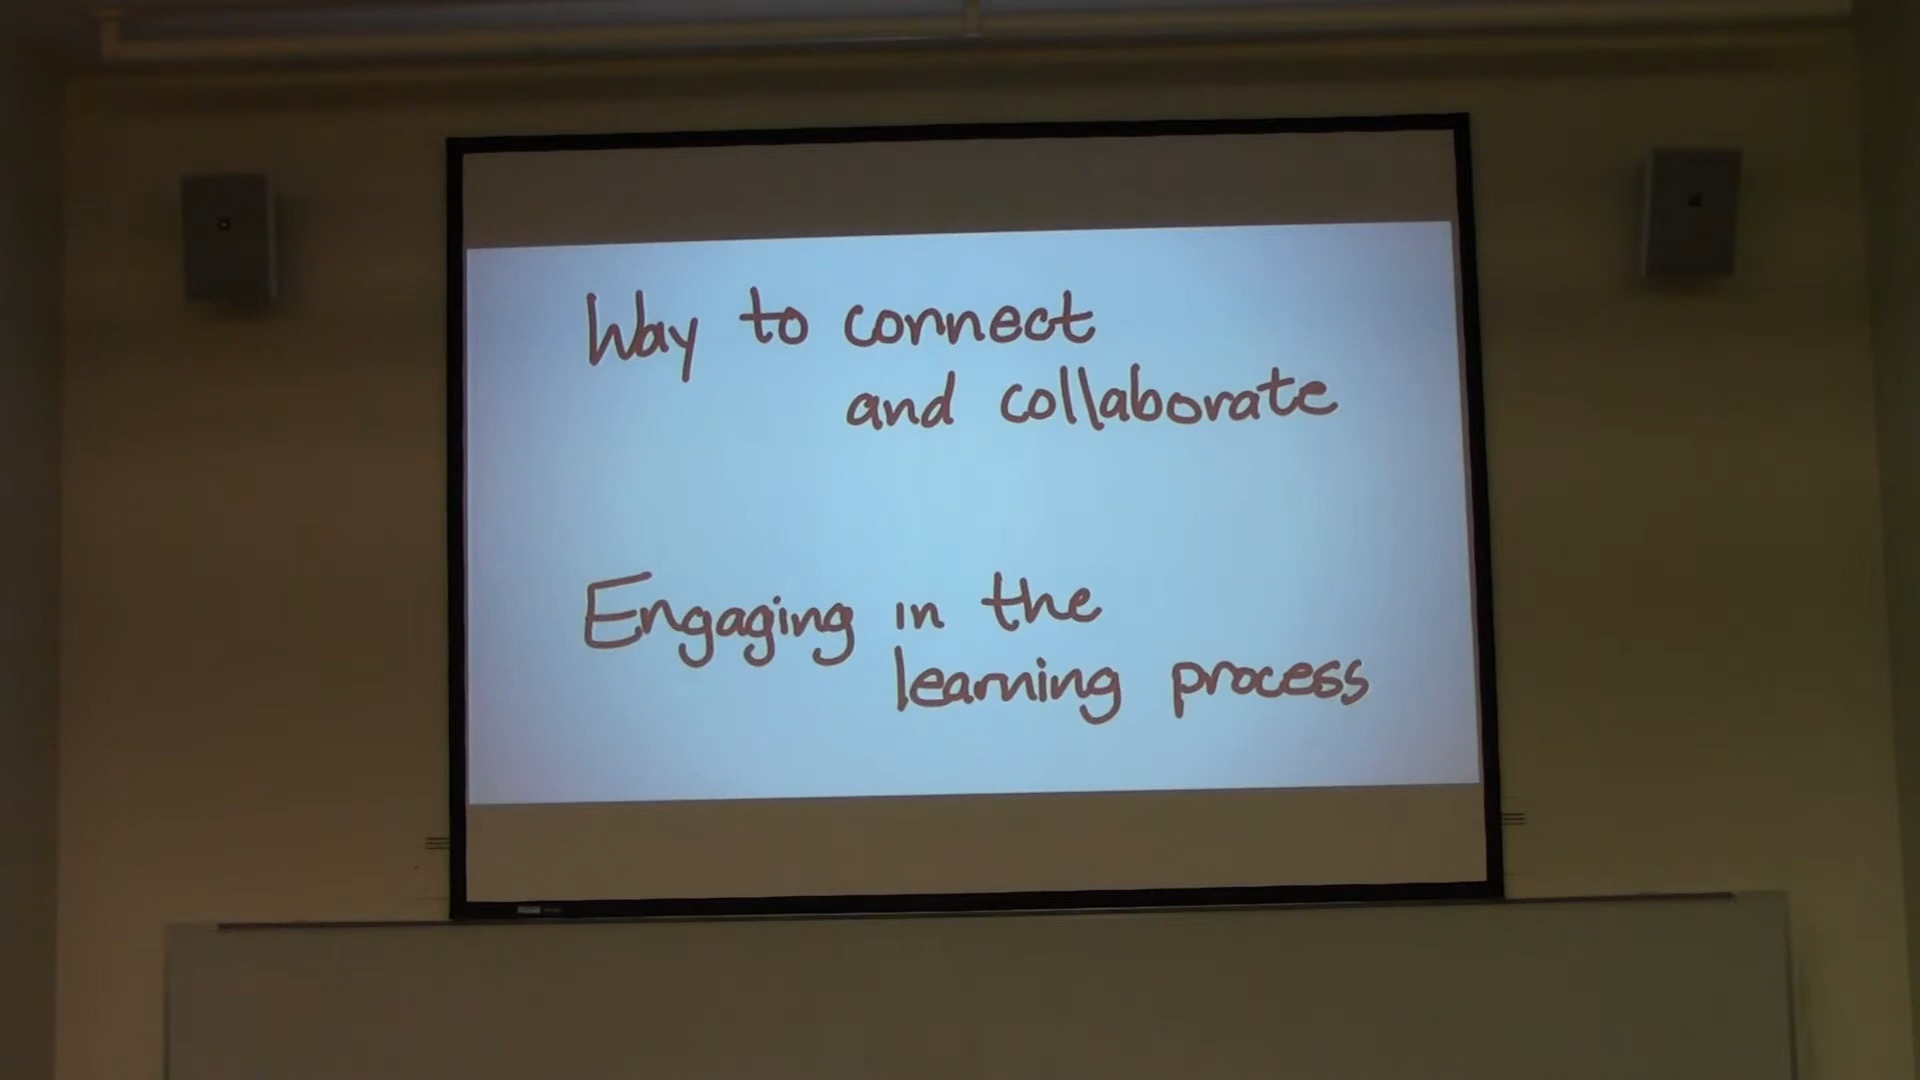 Way to connect
and collaborate
Engaging in the
learning process